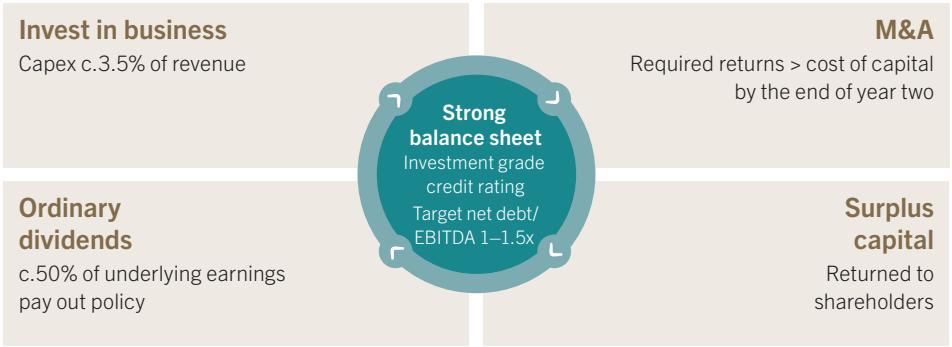 Invest in business
Capex c.3.5% of revenue
M&A
Required returns > cost of capital
by the end of year two
Strong
balance sheet
Investment grade
credit rating
Target net debt/
EBITDA 1–1.5x
Ordinary
dividends
c.50% of underlying earnings
pay out policy
Surplus
capital
Returned to
shareholders